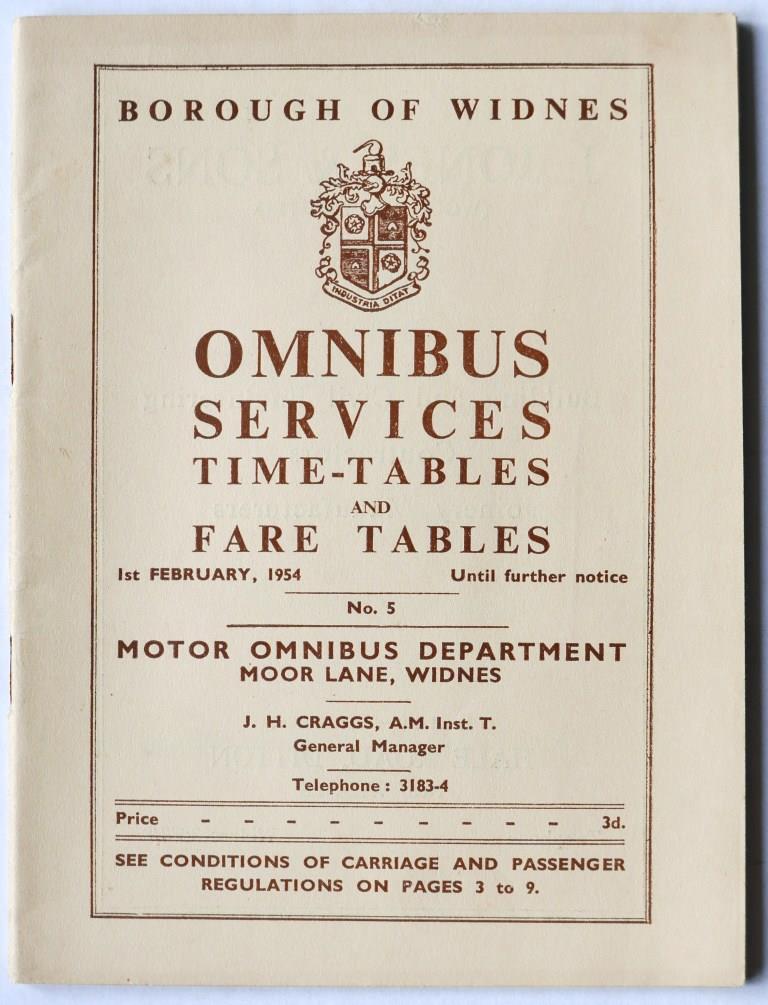 BOROUGH OF WIDNES
INDUSTRIA DITAT
OMNIBUS
SERVICES
TIME-TABLES
AND
FARE TABLES
1st FEBRUARY, 1954 Until further notice
No. 5
MOTOR OMNIBUS DEPARTMENT
MOOR LANE, WIDNES
J. H. CRAGGS, A.M. Inst. T.
General Manager
Telephone : 3183-4
Price - - - - - - - - - 3d.
SEE CONDITIONS OF CARRIAGE AND PASSENGER
REGULATIONS ON PAGES 3 to 9.